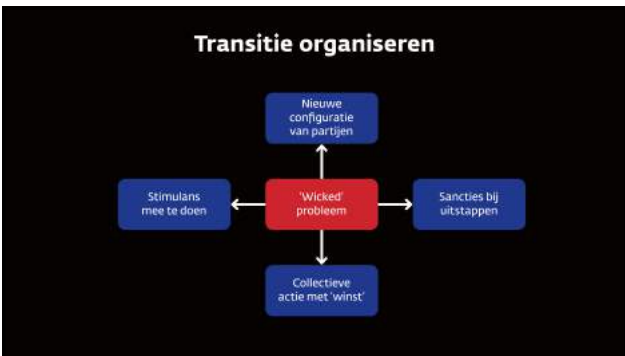 Transitie organiseren
Nieuwe
configuratie
van partijen
Stimulans
mee te doen
'Wicked'
probleem
Sancties bij
uitstappen
Collectieve
actie met 'winst'